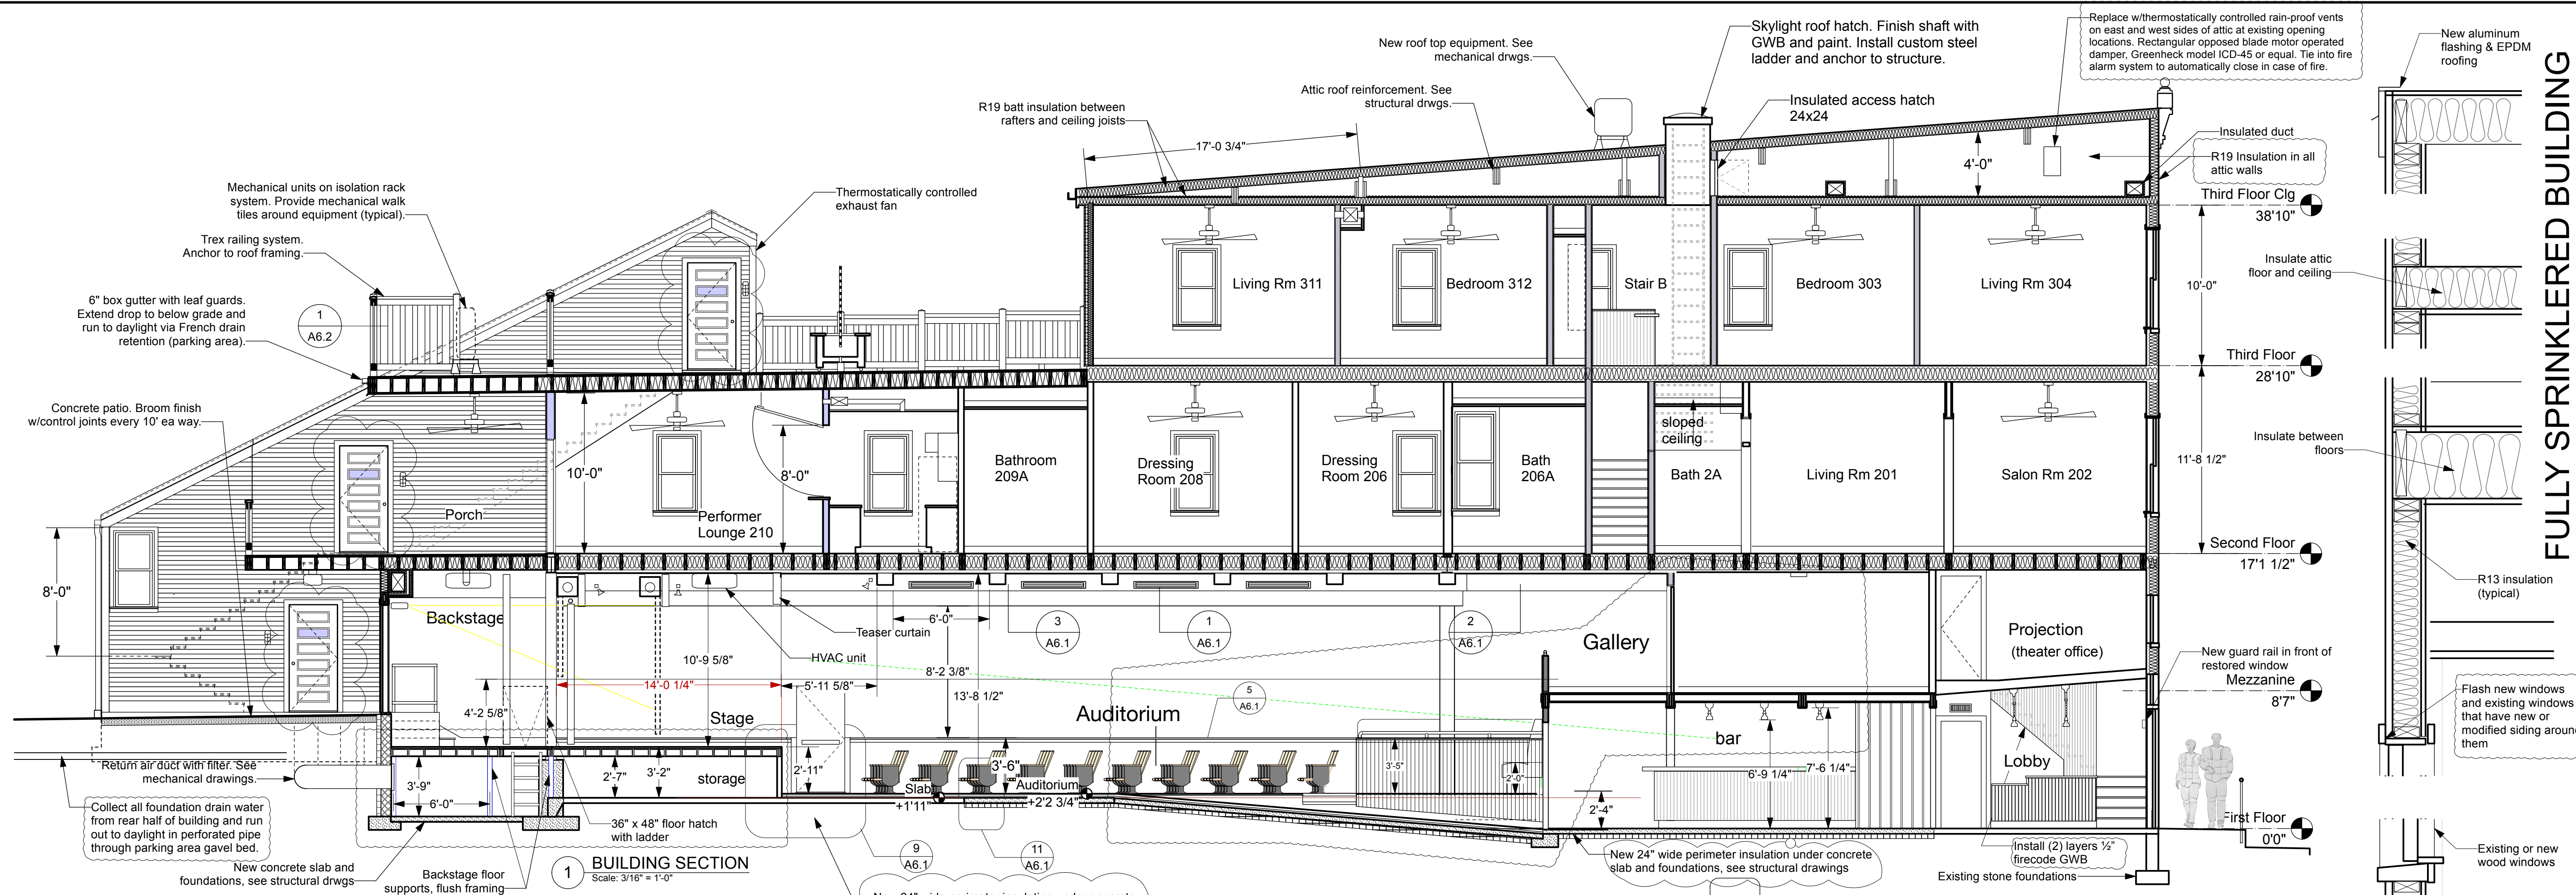 Replace w/thermostatically controlled rain-proof vents
on east and west sides of attic at existing opening
locations. Rectangular opposed blade motor operated
damper, Greenheck model ICD-45 or equal. Tie into fire
alarm system to automatically close in case of fire.
New aluminum
flashing & EPDM
roofing
FULLY SPRINKLERED BUILDING
Skylight roof hatch. Finish shaft with
GWB and paint. Install custom steel
ladder and anchor to structure.
New roof top equipment. See
mechanical drwgs.
Attic roof reinforcement. See
structural drwgs.
R19 batt insulation between
rafters and ceiling joists
Insulated access hatch
24x24
17'-0 3/4"
4'-0"
Insulated duct
R19 Insulation in all
attic walls
Third Floor Clg
38'10"
Mechanical units on isolation rack
system. Provide mechanical walk
tiles around equipment (typical).
Thermostatically controlled
exhaust fan
Trex railing system.
Anchor to roof framing.
6" box gutter with leaf guards.
Extend drop to below grade and
run to daylight via French drain
retention (parking area).
1
A6.2
Living Rm 311
Bedroom 312
Stair B
Bedroom 303
Living Rm 304
10'-0"
Insulate attic
floor and ceiling
Third Floor
28'10"
Concrete patio. Broom finish
w/control joints every 10' ea way.
Porch
10'-0"
Performer
Lounge 210
8'-0"
Bathroom
209A
Dressing
Room 208
Dressing
Room 206
Bath
206A
sloped
ceiling
Bath 2A
Living Rm 201
Salon Rm 202
11'-8 1/2"
Insulate between
floors
Second Floor
17'1 1/2"
R13 insulation
(typical)
8'-0"
Backstage
Teaser curtain
HVAC unit
6'-0"
3
A6.1
1
A6.1
2
A6.1
10'-9 5/8"
14'-0 1/4"
5'-11 5/8"
8'-2 3/8"
13'-8 1/2"
4'-2 5/8"
Stage
Auditorium
5
A6.1
Gallery
Projection
(theater office)
New guard rail in front of
restored window
Mezzanine
8'7"
Flash new windows
and existing windows
that have new or
modified siding around
them
bar
Lobby
6'-9 1/4"
7'-6 1/4"
Return air duct with filter. See
mechanical drawings.
3'-9"
6'-0"
2'-7"
3'-2"
storage
2'-11"
3'-6"
Slab
+1'11"
Auditorium
+2'2 3/4"
3'-5"
2'-0"
2'-4"
First Floor
0'0"
Collect all foundation drain water
from rear half of building and run
out to daylight in perforated pipe
through parking area gavel bed.
36" x 48" floor hatch
with ladder
New concrete slab and
foundations, see structural drwgs
Backstage floor
supports, flush framing
1
BUILDING SECTION
Scale: 3/16" = 1'-0"
9
A6.1
11
A6.1
New 24" wide perimeter insulation under concrete
New 24" wide perimeter insulation under concrete
slab and foundations, see structural drawings
Install (2) layers ½"
firecode GWB
Existing stone foundations
Existing or new
wood windows